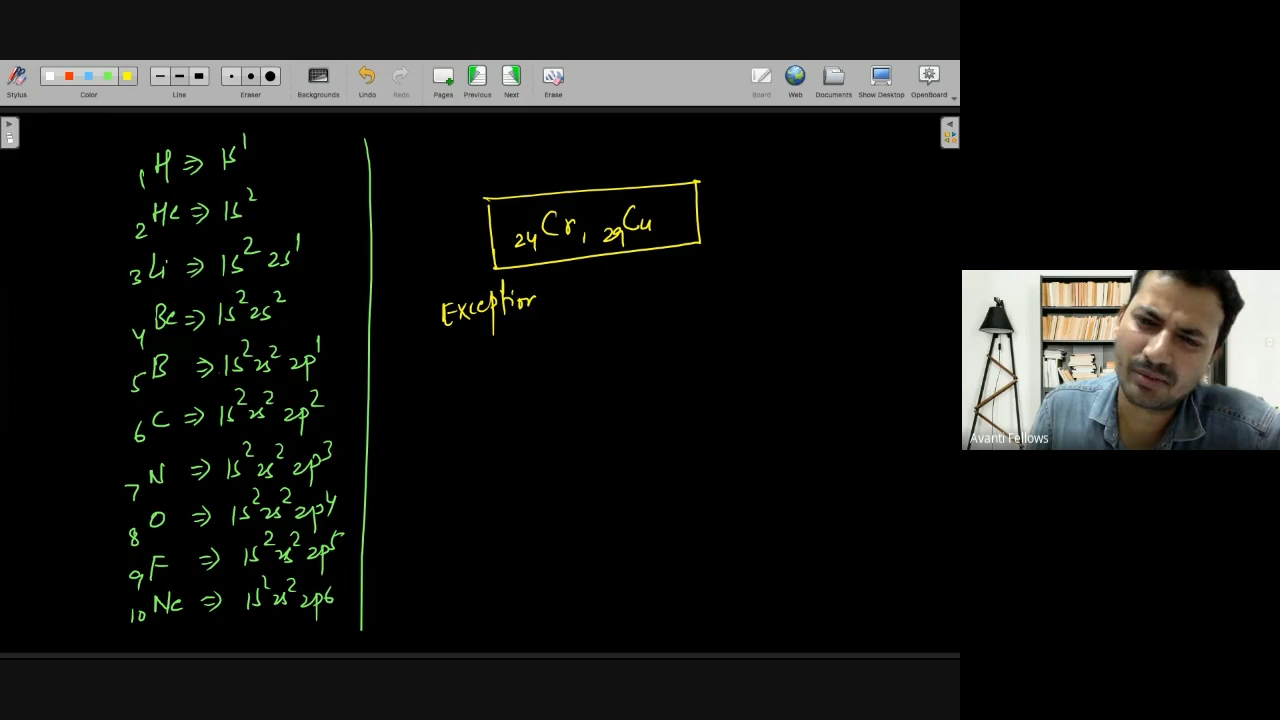 Stylus Color Line Eraser Backgrounds Undo Redo Pages Previous Next Erase Board Web Documents Show Desktop OpenBoard
₁H ⇒ 1s¹
₂He ⇒ 1s²
₃Li ⇒ 1s² 2s¹
₄Be ⇒ 1s² 2s²
₅B ⇒ 1s² 2s² 2p¹
₆C ⇒ 1s² 2s² 2p²
₇N ⇒ 1s² 2s² 2p³
₈O ⇒ 1s² 2s² 2p⁴
₉F ⇒ 1s² 2s² 2p⁵
₁₀Ne ⇒ 1s² 2s² 2p6
₂₄Cr, ₂₉Cu
Exception
Avanti Fellows